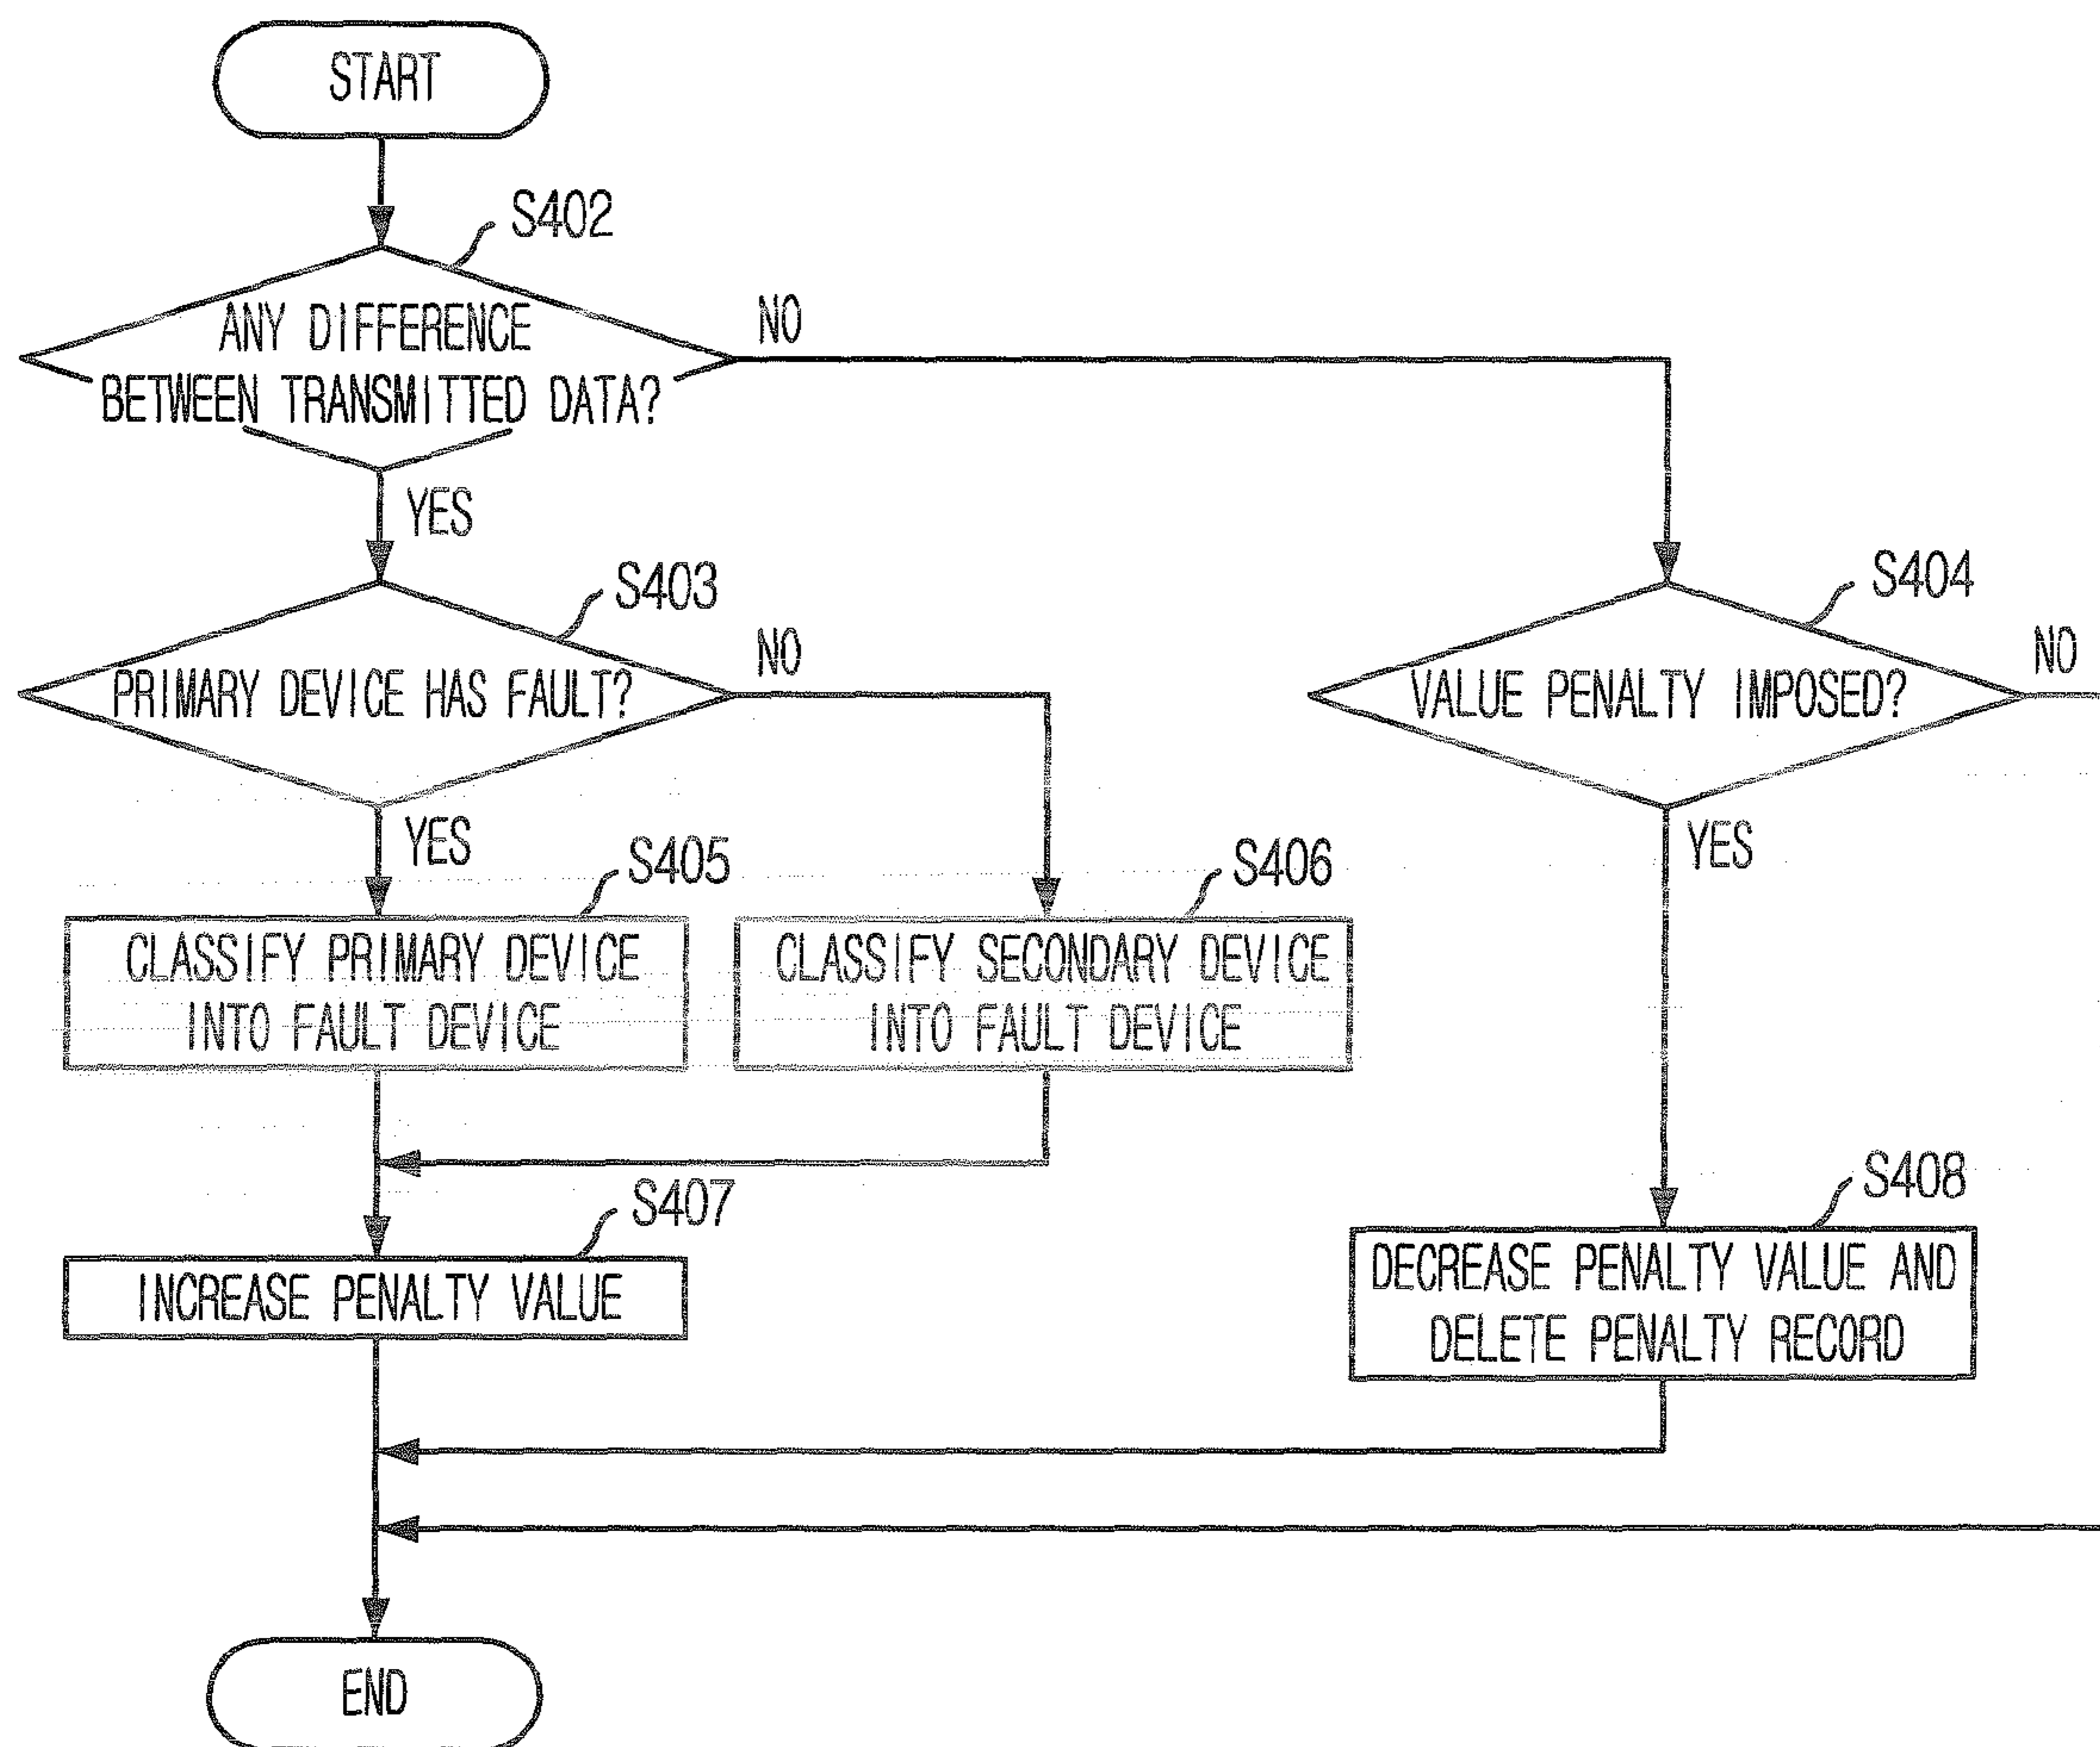 START
S402
ANY DIFFERENCE
BETWEEN TRANSMITTED DATA?
NO
YES
S403
PRIMARY DEVICE HAS FAULT?
NO
YES
S404
VALUE PENALTY IMPOSED?
NO
YES
S405
CLASSIFY PRIMARY DEVICE
INTO FAULT DEVICE
S406
CLASSIFY SECONDARY DEVICE
INTO FAULT DEVICE
S407
INCREASE PENALTY VALUE
S408
DECREASE PENALTY VALUE AND
DELETE PENALTY RECORD
END